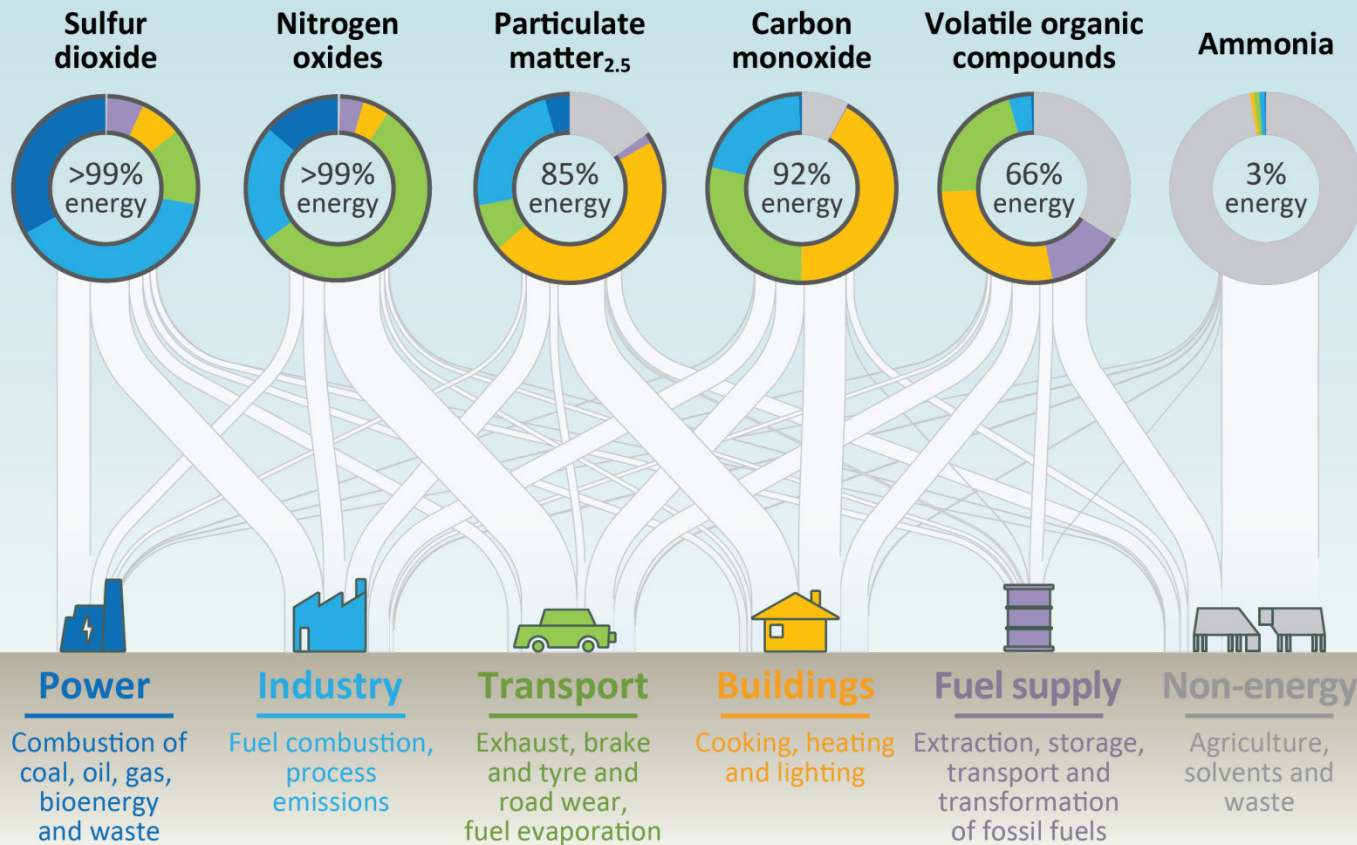 Sulfur
dioxide
Nitrogen
oxides
Particulate
matter₂.₅
Carbon
monoxide
Volatile organic
compounds
Ammonia
>99%
energy
>99%
energy
85%
energy
92%
energy
66%
energy
3%
energy
Power
Combustion of
coal, oil, gas,
bioenergy
and waste
Industry
Fuel combustion,
process
emissions
Transport
Exhaust, brake
and tyre and
road wear,
fuel evaporation
Buildings
Cooking, heating
and lighting
Fuel supply
Extraction, storage,
transport and
transformation
of fossil fuels
Non-energy
Agriculture,
solvents and
waste